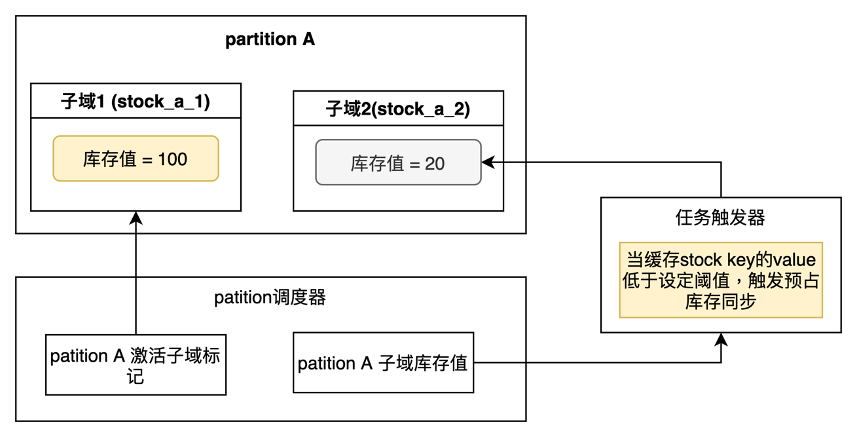 partition A
子域1 (stock_a_1)
子域2(stock_a_2)
库存值 = 100
库存值 = 20
任务触发器
当缓存stock key的value
低于设定阈值，触发预占
库存同步
patition调度器
patition A 激活子域标
记
patition A 子域库存值